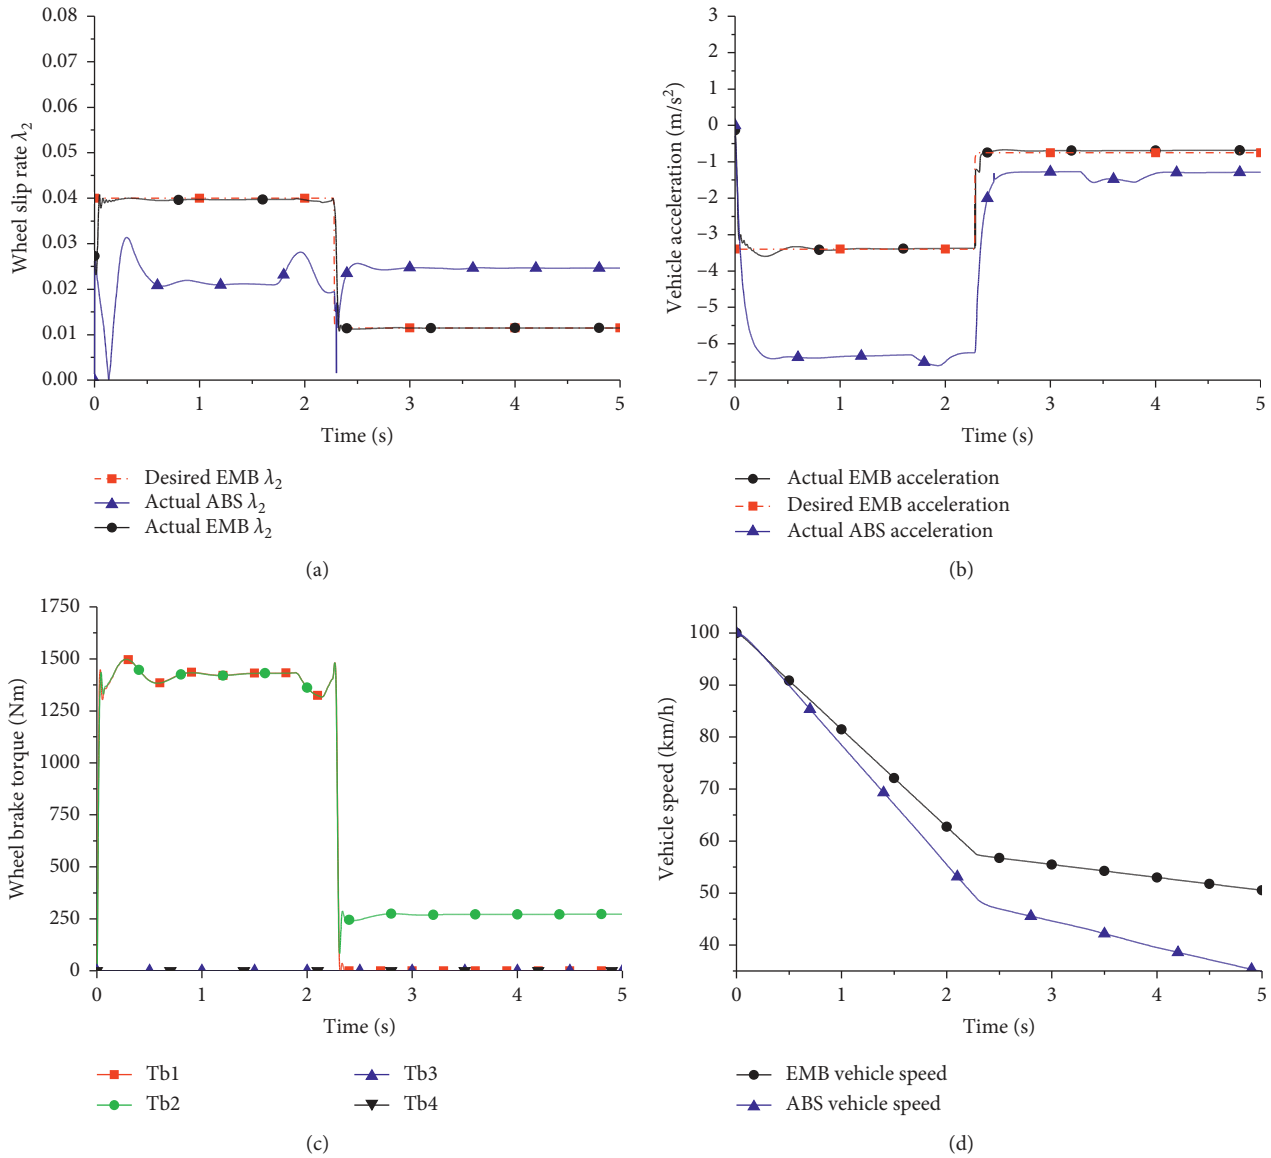 0.08
0.07
0.06
0.05
0.04
0.03
0.02
0.01
0.00
Wheel slip rate λ2
0 1 2 3 4 5
Time (s)
Desired EMB λ2
Actual ABS λ2
Actual EMB λ2
(a)
3
2
1
0
−1
−2
−3
−4
−5
−6
−7
Vehicle acceleration (m/s²)
0 1 2 3 4 5
Time (s)
Actual EMB acceleration
Desired EMB acceleration
Actual ABS acceleration
(b)
1750
1500
1250
1000
750
500
250
0
Wheel brake torque (Nm)
0 1 2 3 4 5
Time (s)
Tb1 Tb3
Tb2 Tb4
(c)
100
90
80
70
60
50
40
Vehicle speed (km/h)
0 1 2 3 4 5
Time (s)
EMB vehicle speed
ABS vehicle speed
(d)